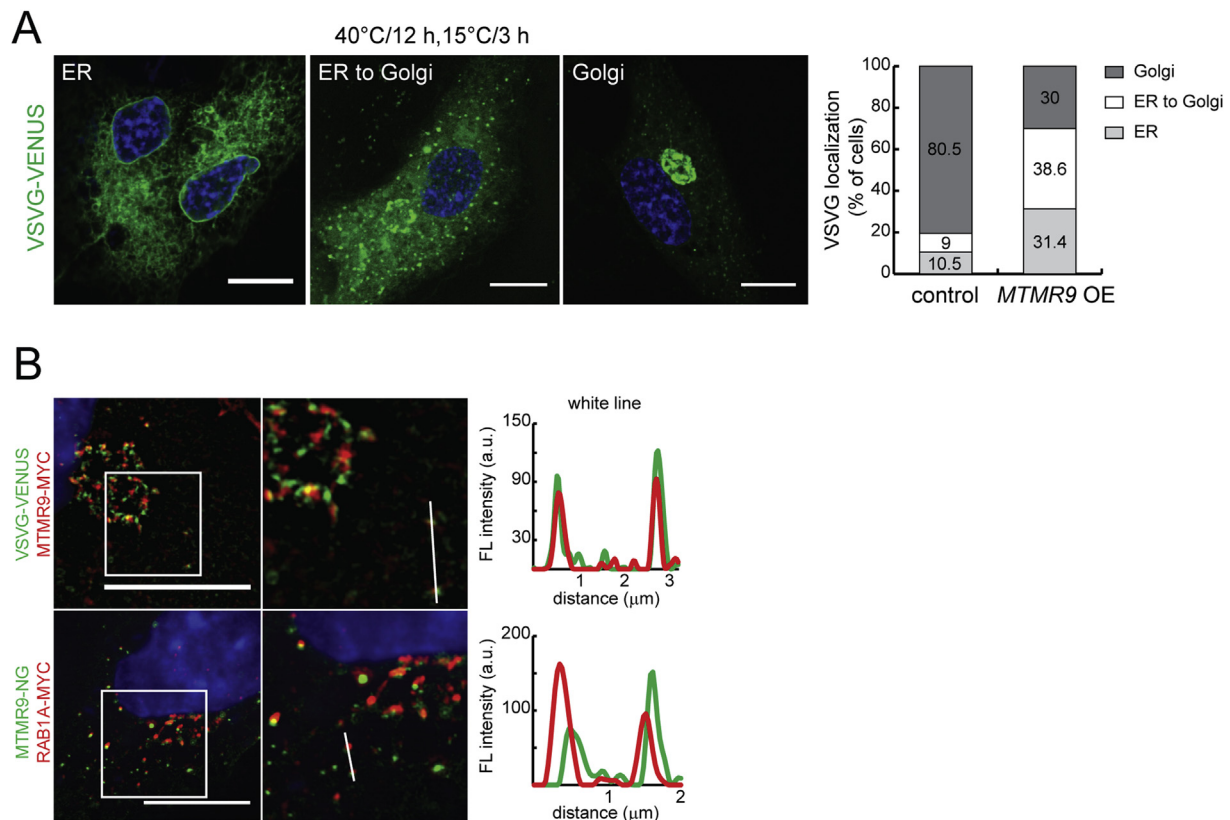 A
40°C/12 h,15°C/3 h
VSVG-VENUS
ER
ER to Golgi
Golgi
VSVG localization
(% of cells)
100
80
60
40
20
0
80.5
9
10.5
30
38.6
31.4
control
MTMR9 OE
Golgi
ER to Golgi
ER
B
VSVG-VENUS
MTMR9-MYC
white line
FL intensity (a.u.)
150
90
30
1 2 3
distance (μm)
MTMR9-NG
RAB1A-MYC
FL intensity (a.u.)
200
100
1 2
distance (μm)